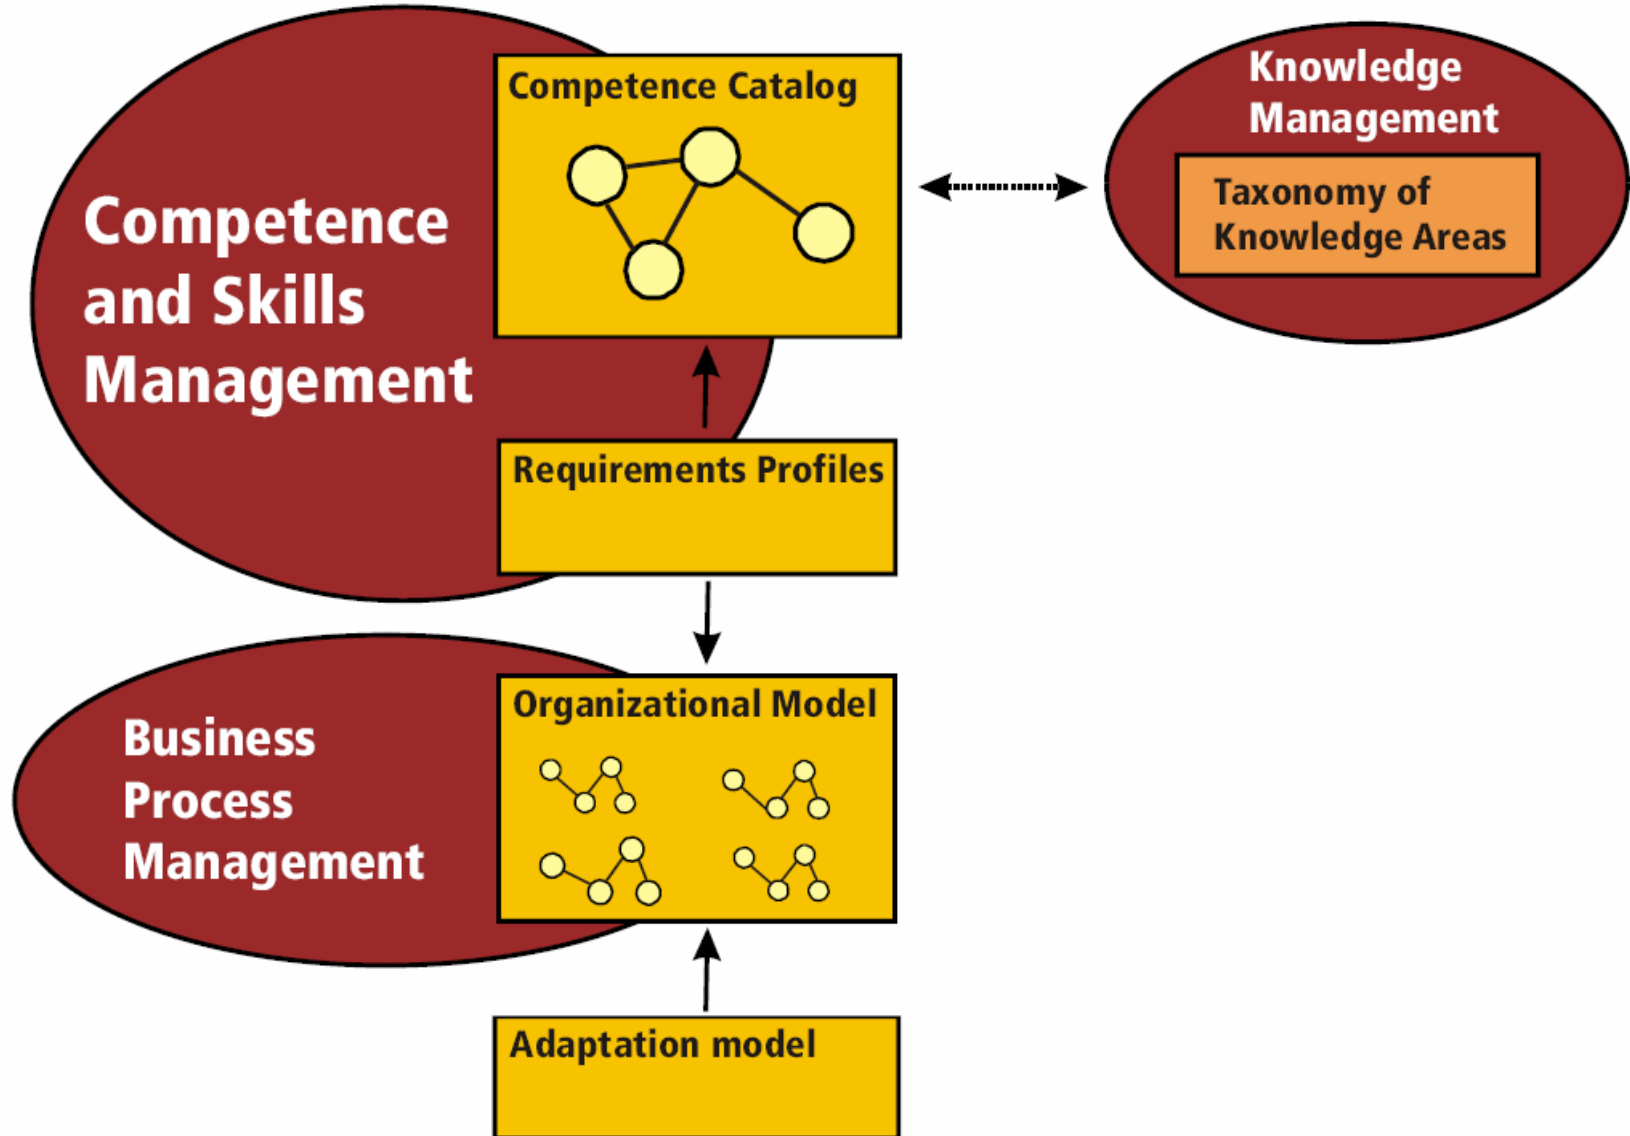 Competence Catalog
Knowledge
Management
Taxonomy of
Knowledge Areas
Competence
and Skills
Management
Requirements Profiles
Organizational Model
Business
Process
Management
Adaptation model